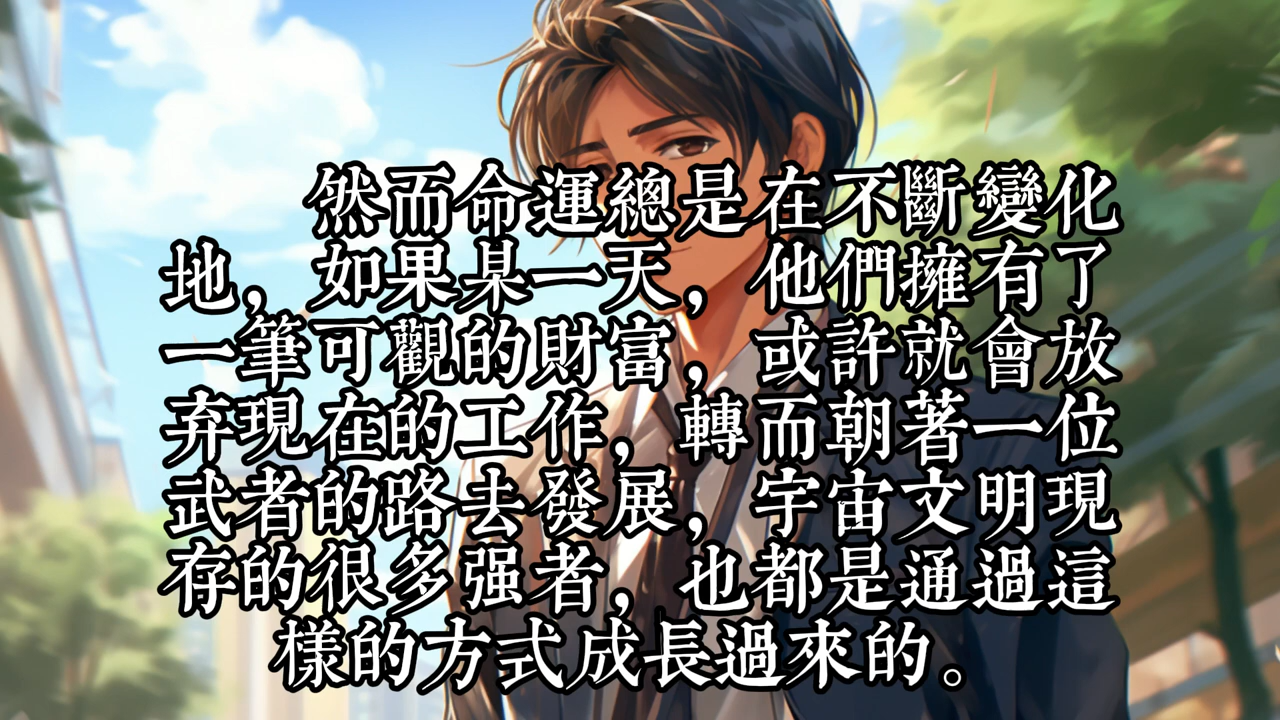 然而命運總是在不斷變化
地，如果某一天，他們擁有了
一筆可觀的財富，或許就會放
弃現在的工作，轉而朝著一位
武者的路去發展，宇宙文明現
存的很多强者，也都是通過這
樣的方式成長過來的。